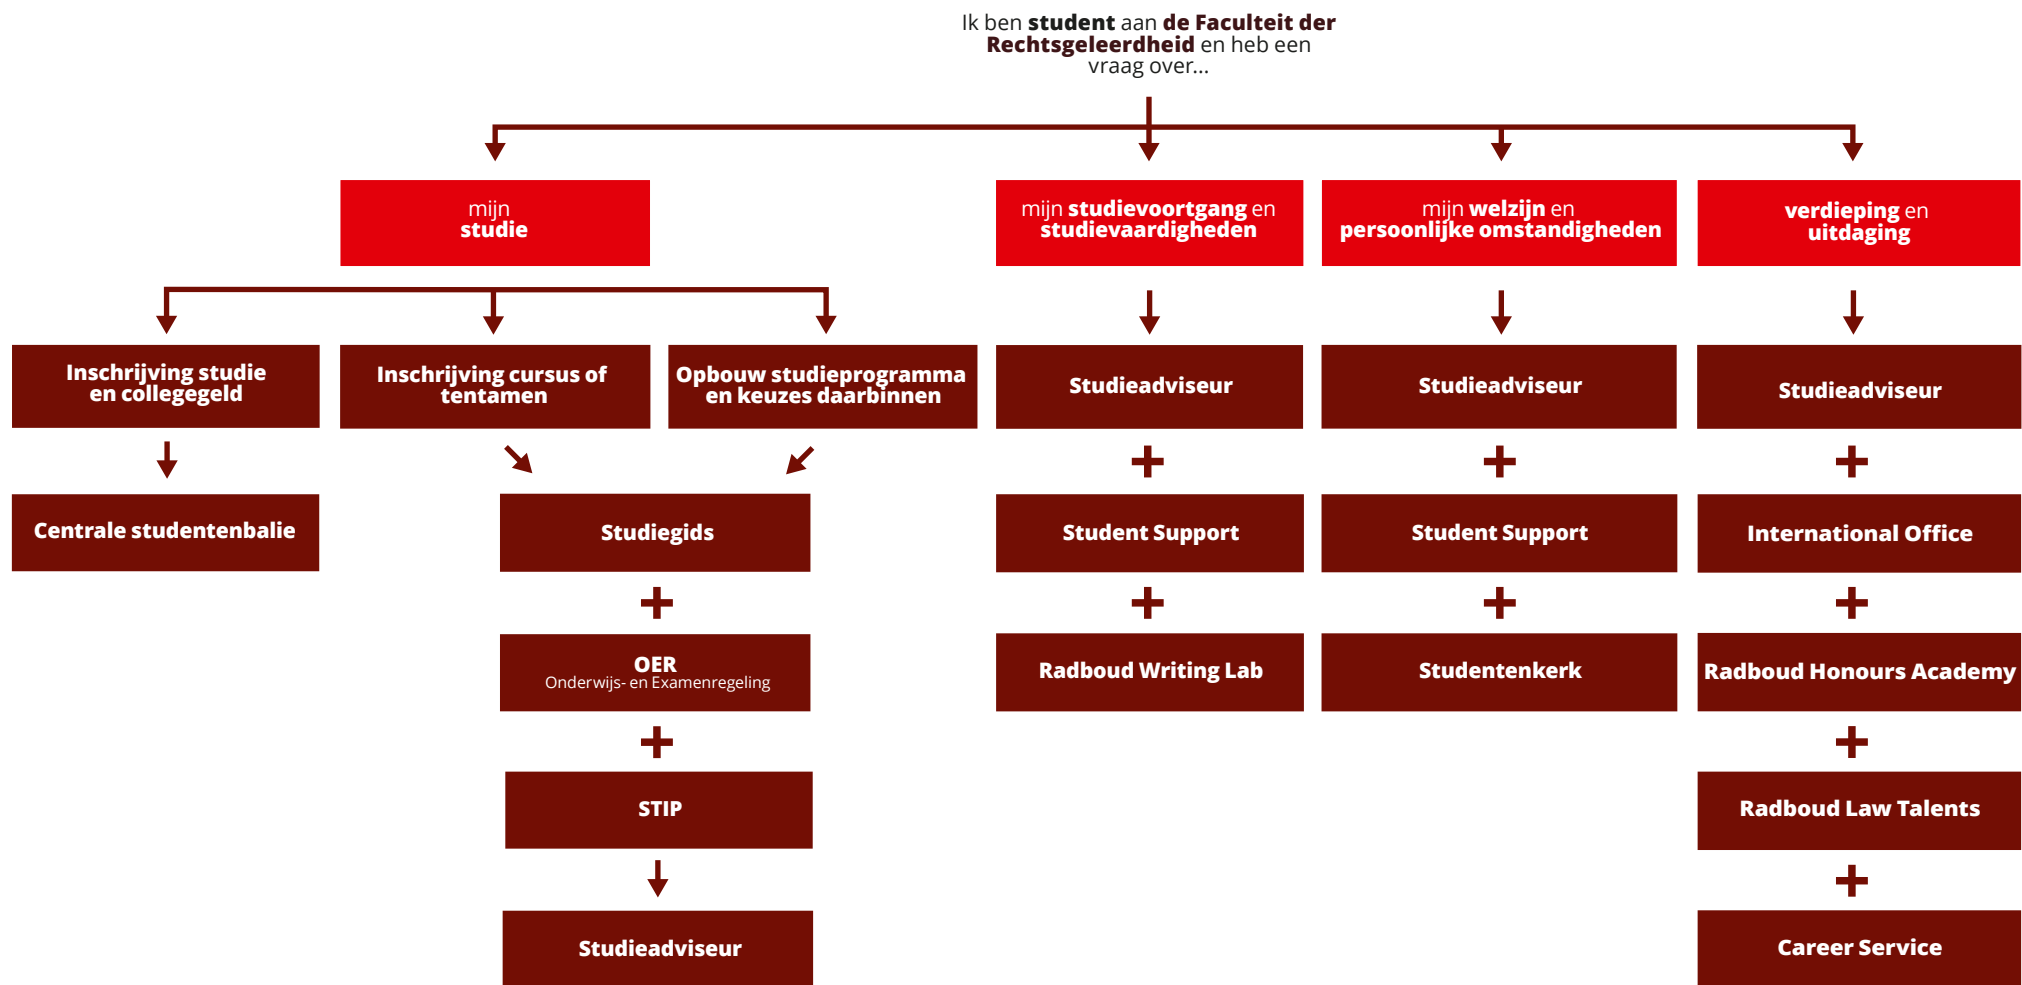 Ik ben student aan de Faculteit der
Rechtsgeleerdheid en heb een
vraag over...
mijn
studie
mijn studievoortgang en
studievaardigheden
mijn welzijn en
persoonlijke omstandigheden
verdieping en
uitdaging
Inschrijving studie
en collegegeld
Inschrijving cursus of
tentamen
Opbouw studieprogramma
en keuzes daarbinnen
Studieadviseur
Studieadviseur
Studieadviseur
Centrale studentenbalie
Studiegids
Student Support
Student Support
International Office
OER
Onderwijs- en Examenregeling
Radboud Writing Lab
Studentenkerk
Radboud Honours Academy
STIP
Radboud Law Talents
Studieadviseur
Career Service